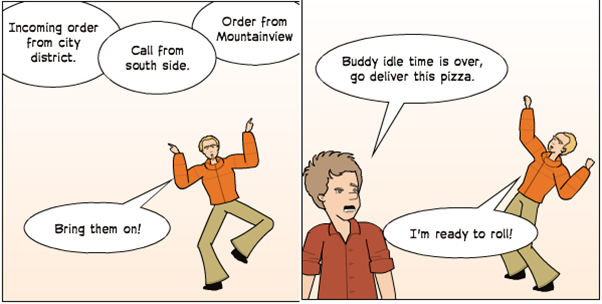 Incoming order
from city
district.
Call from
south side.
Order from
Mountainview
Bring them on!
Buddy idle time is over,
go deliver this pizza.
I'm ready to roll!